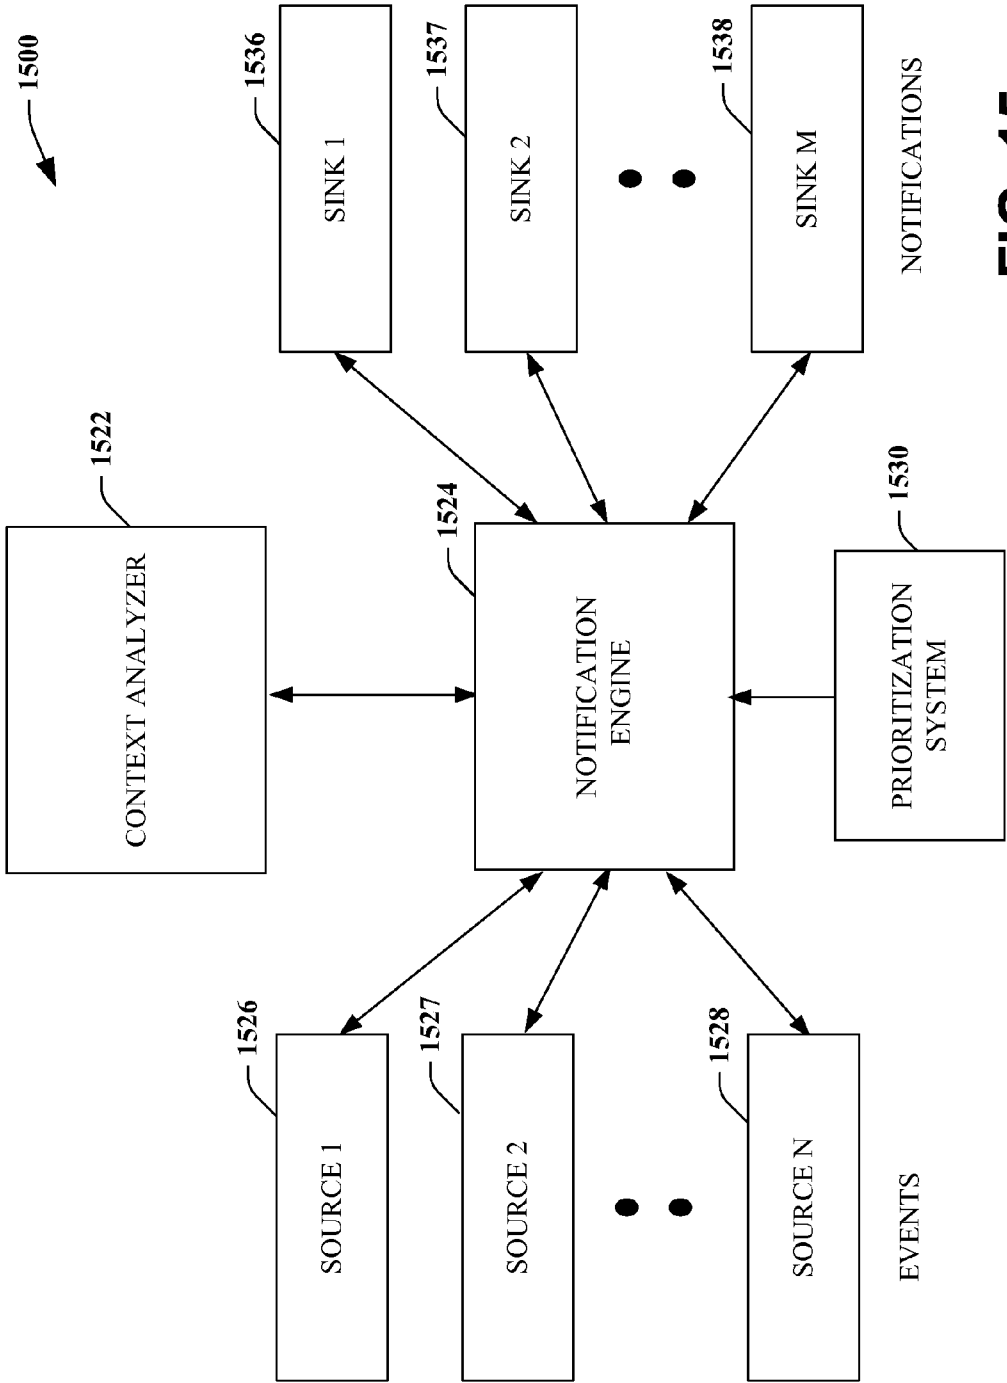 1500
CONTEXT ANALYZER
1522
SOURCE 1
1526
SOURCE 2
1527
SOURCE N
1528
EVENTS
NOTIFICATION
ENGINE
1524
PRIORITIZATION
SYSTEM
1530
SINK 1
1536
SINK 2
1537
SINK M
1538
NOTIFICATIONS